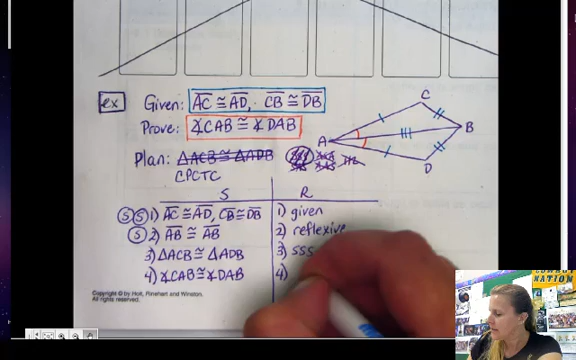 ex Given: AC ≅ AD, CB ≅ DB
Prove: ∡CAB ≅ ∡DAB
Plan: △ACB ≅ △ADB SSS
CPCTC
S R
S S 1) AC ≅ AD, CB ≅ DB 1) given
S 2) AB ≅ AB 2) reflexive
3) △ACB ≅ △ADB 3) SSS
4) ∡CAB ≅ ∡DAB 4)
A
C
B
D
Copyright © by Holt, Rinehart and Winston.
All rights reserved.